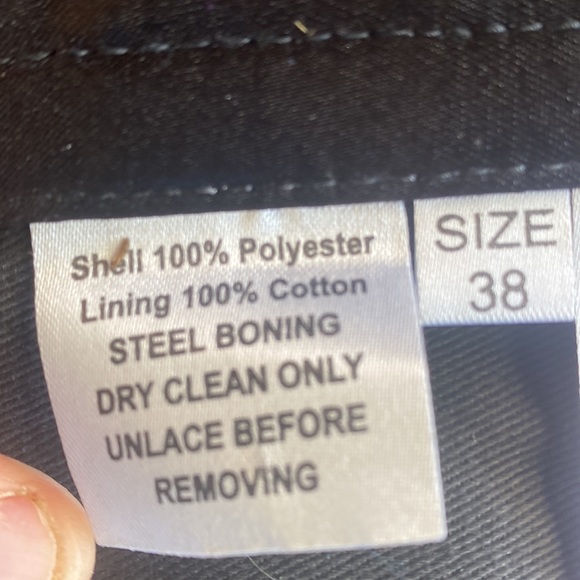 Shell 100% Polyester
Lining 100% Cotton
STEEL BONING
DRY CLEAN ONLY
UNLACE BEFORE
REMOVING
SIZE
38